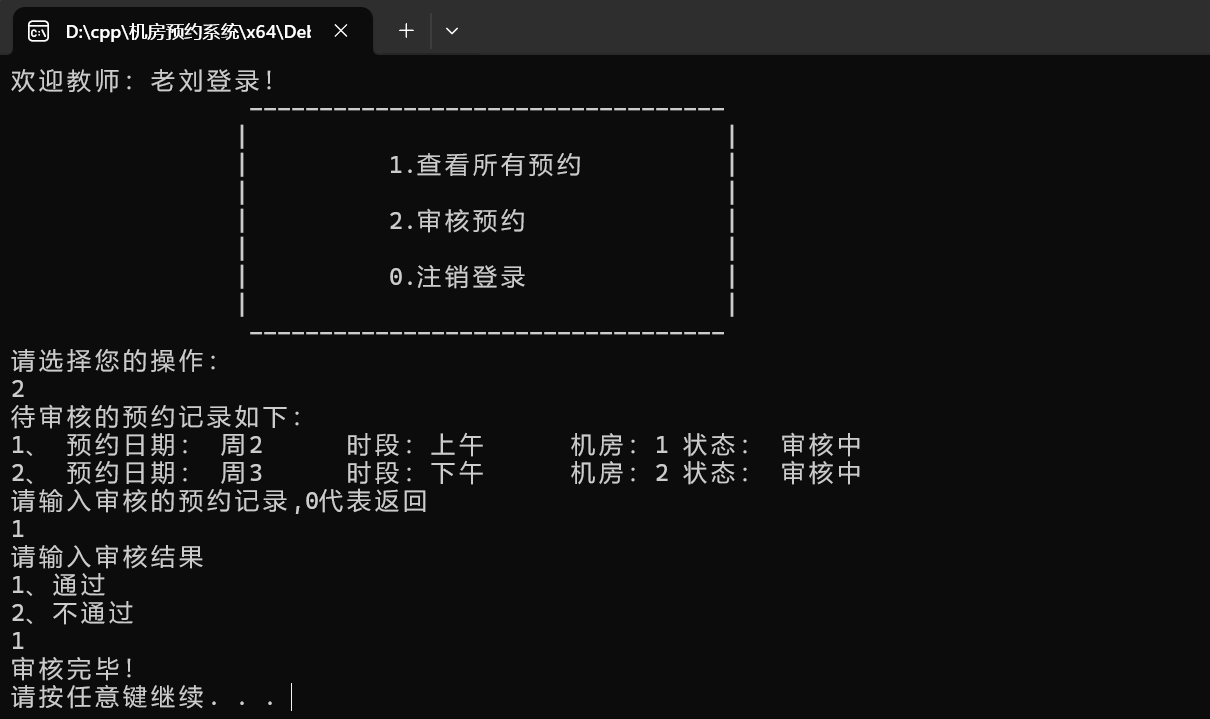 D:\cpp\机房预约系统\x64\Det
欢迎教师：老刘登录！
----------------------------------
|                                  |
|          1.查看所有预约          |
|                                  |
|          2.审核预约              |
|                                  |
|          0.注销登录              |
|                                  |
----------------------------------
请选择您的操作：
2
待审核的预约记录如下：
1、 预约日期： 周2 时段：上午 机房：1 状态： 审核中
2、 预约日期： 周3 时段：下午 机房：2 状态： 审核中
请输入审核的预约记录,0代表返回
1
请输入审核结果
1、通过
2、不通过
1
审核完毕！
请按任意键继续. . .